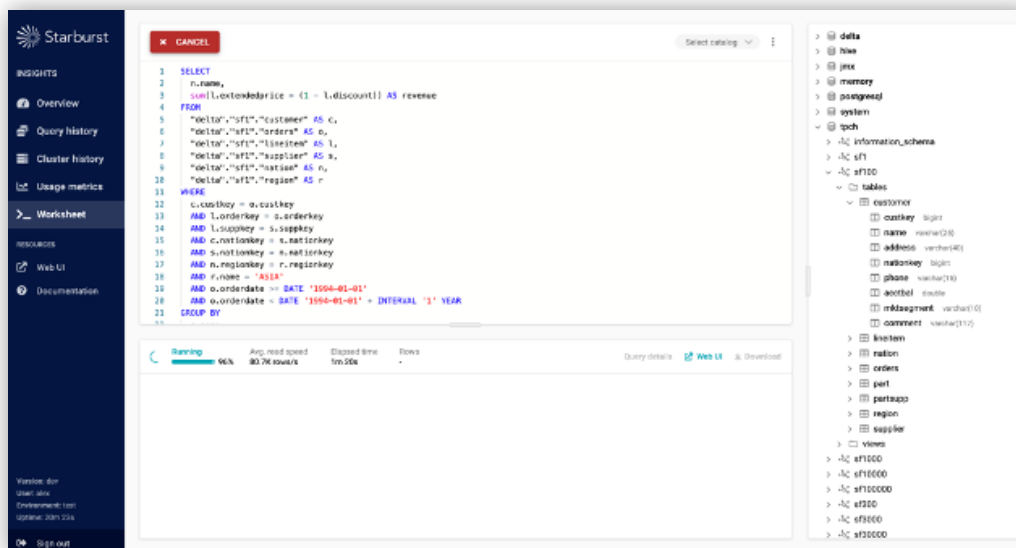 Starburst
INSIGHTS
Overview
Query history
Cluster history
Usage metrics
>_ Worksheet
RESOURCES
Web UI
Documentation
Version: dev
User: alex
Environment: test
Uptime: 20m 23s
Sign out
× CANCEL
Select catalog
1 SELECT
2 n.name,
3 sum(l.extendedprice * (1 - l.discount)) AS revenue
4 FROM
5 "delta"."sf1"."customer" AS c,
6 "delta"."sf1"."orders" AS o,
7 "delta"."sf1"."lineitem" AS l,
8 "delta"."sf1"."supplier" AS s,
9 "delta"."sf1"."nation" AS n,
10 "delta"."sf1"."region" AS r
11 WHERE
12 c.custkey = o.custkey
13 AND l.orderkey = o.orderkey
14 AND l.suppkey = s.suppkey
15 AND c.nationkey = s.nationkey
16 AND s.nationkey = n.nationkey
17 AND n.regionkey = r.regionkey
18 AND r.name = 'ASIA'
19 AND o.orderdate >= DATE '1994-01-01'
20 AND o.orderdate < DATE '1994-01-01' + INTERVAL '1' YEAR
21 GROUP BY
Running 96%
Avg. read speed 80.7K rows/s
Elapsed time 1m 20s
Rows -
Query details
Web UI
Download
delta
hive
jmx
memory
postgresql
system
tpch
information_schema
sf1
sf100
tables
customer
custkey bigint
name varchar(25)
address varchar(40)
nationkey bigint
phone varchar(15)
acctbal double
mktsegment varchar(10)
comment varchar(117)
lineitem
nation
orders
part
partsupp
region
supplier
views
sf1000
sf10000
sf100000
sf300
sf3000
sf30000